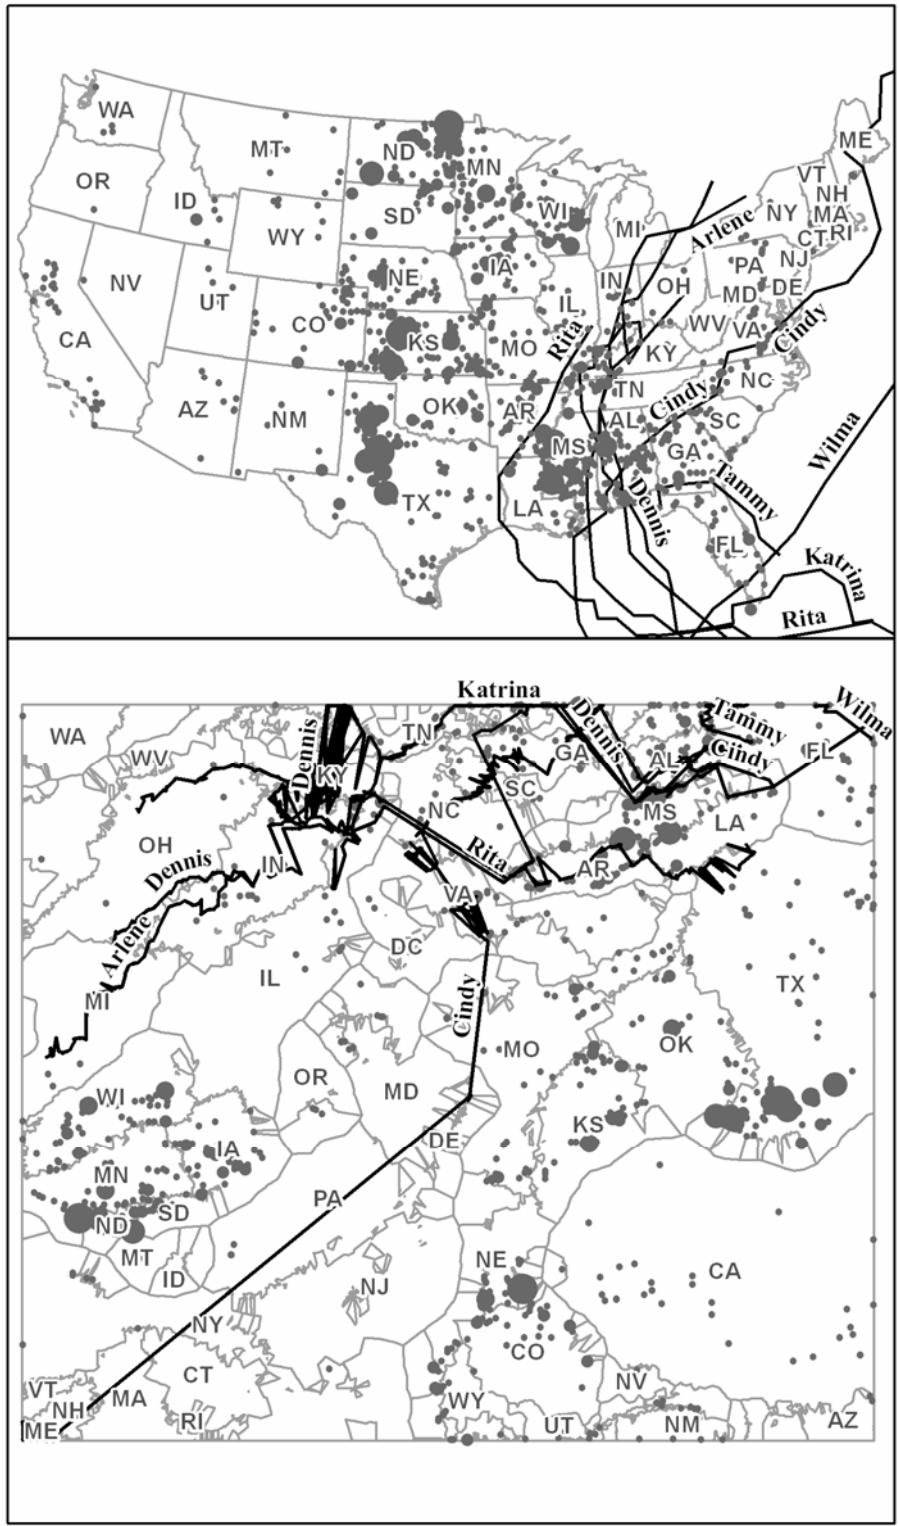 WA
MT
ND
MN
ME
OR
ID
SD
WI
MI
VT
NH
NY
MA
RI
CT
WY
Arlene
NV
UT
NE
IA
IN
OH
PA
NJ
MD
DE
IL
CO
KS
MO
Rita
WV
VA
Cindy
CA
KY
AZ
NM
OK
AR
TN
Cindy
NC
AL
SC
MS
GA
Wilma
TX
LA
Dennis
Tammy
FL
Katrina
Rita
Katrina
WA
WV
Dennis
KY
TN
Dennis
GA
AL
Tammy
Cindy
Wilma
FL
SC
NC
MS
LA
OH
Dennis
IN
Rita
AR
VA
Arlene
DC
MI
IL
Cindy
TX
OR
MD
MO
OK
WI
IA
DE
KS
MN
ND
SD
PA
MT
ID
NJ
NE
CA
NY
CO
CT
VT
NH
MA
ME
RI
WY
UT
NV
NM
AZ